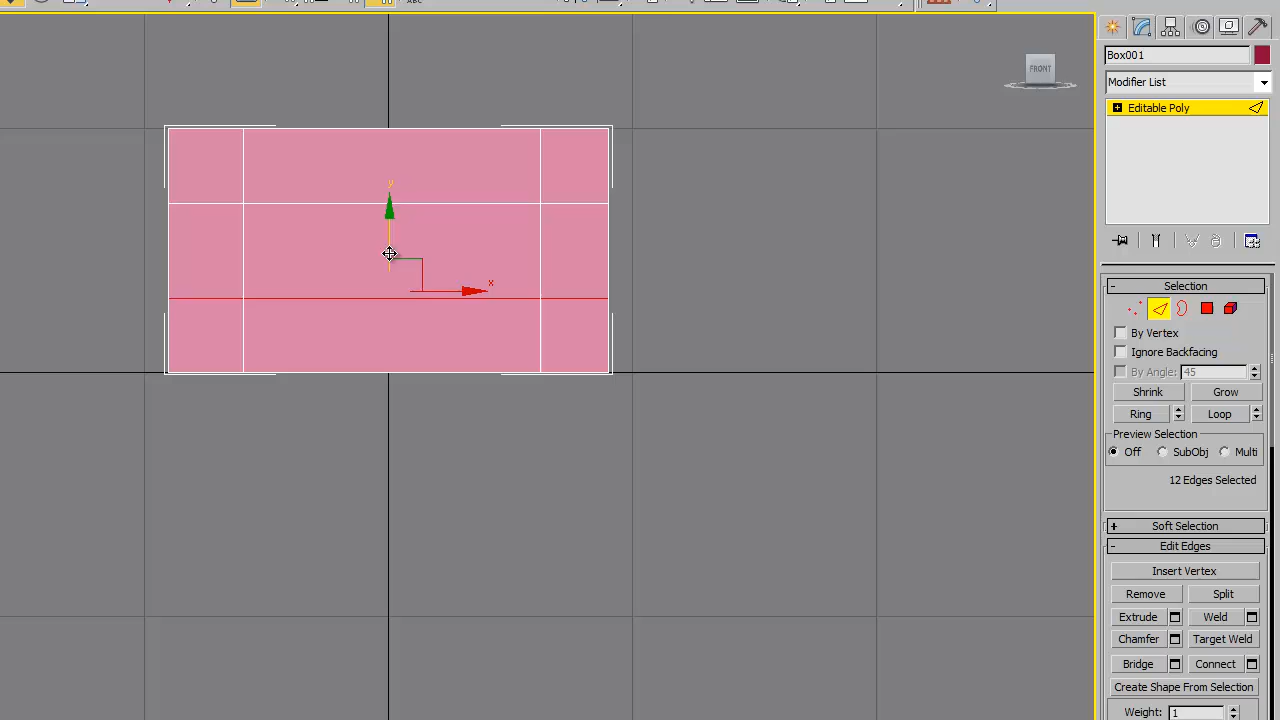 ABC
FRONT
Box001
Modifier List
Editable Poly
y
x
- Selection
By Vertex
Ignore Backfacing
By Angle: 45
Shrink Grow
Ring Loop
Preview Selection
Off SubObj Multi
12 Edges Selected
+ Soft Selection
- Edit Edges
Insert Vertex
Remove Split
Extrude Weld
Chamfer Target Weld
Bridge Connect
Create Shape From Selection
Weight: 1